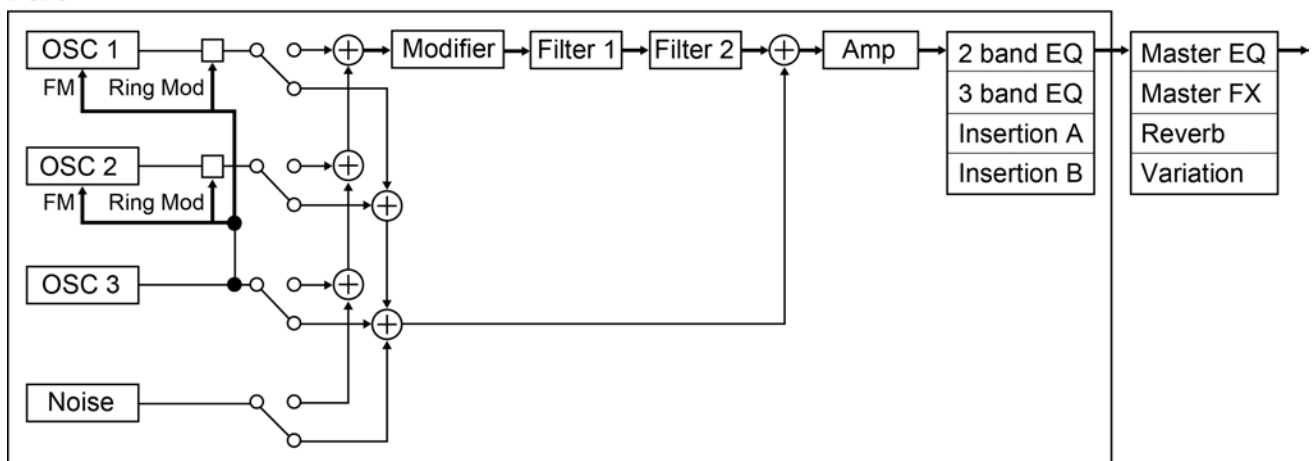 OSC 1
FM Ring Mod
OSC 2
FM Ring Mod
OSC 3
Noise
Modifier
Filter 1
Filter 2
Amp
2 band EQ
3 band EQ
Insertion A
Insertion B
Master EQ
Master FX
Reverb
Variation